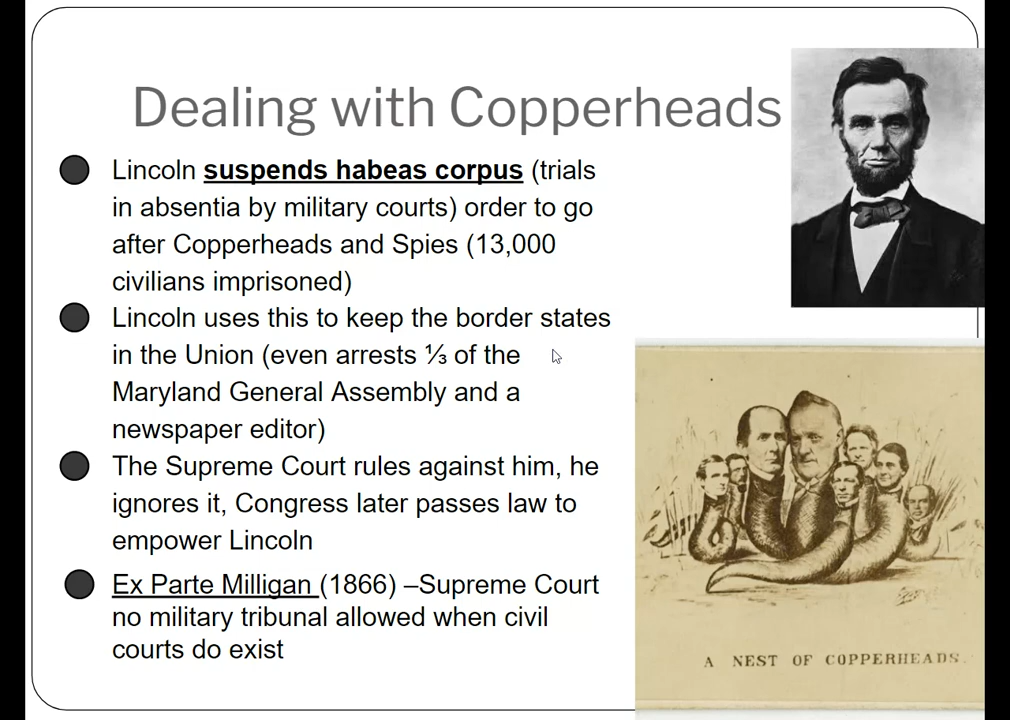 Dealing with Copperheads
Lincoln suspends habeas corpus (trials
in absentia by military courts) order to go
after Copperheads and Spies (13,000
civilians imprisoned)
Lincoln uses this to keep the border states
in the Union (even arrests ⅓ of the
Maryland General Assembly and a
newspaper editor)
The Supreme Court rules against him, he
ignores it, Congress later passes law to
empower Lincoln
Ex Parte Milligan (1866) –Supreme Court
no military tribunal allowed when civil
courts do exist
A NEST OF COPPERHEADS.